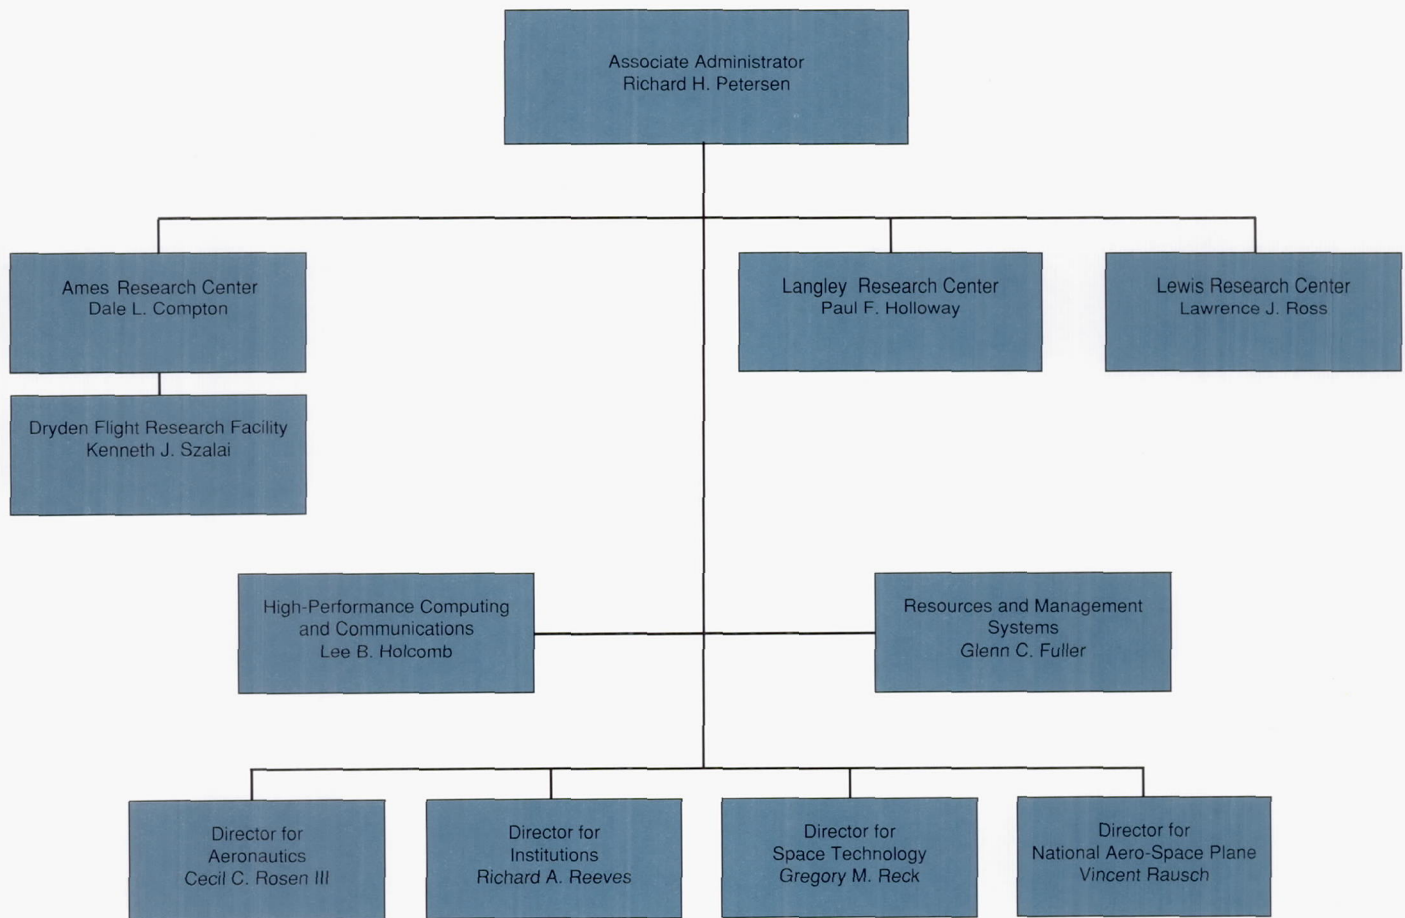 Associate Administrator
Richard H. Petersen
Ames Research Center
Dale L. Compton
Langley Research Center
Paul F. Holloway
Lewis Research Center
Lawrence J. Ross
Dryden Flight Research Facility
Kenneth J. Szalai
High-Performance Computing
and Communications
Lee B. Holcomb
Resources and Management
Systems
Glenn C. Fuller
Director for
Aeronautics
Cecil C. Rosen III
Director for
Institutions
Richard A. Reeves
Director for
Space Technology
Gregory M. Reck
Director for
National Aero-Space Plane
Vincent Rausch